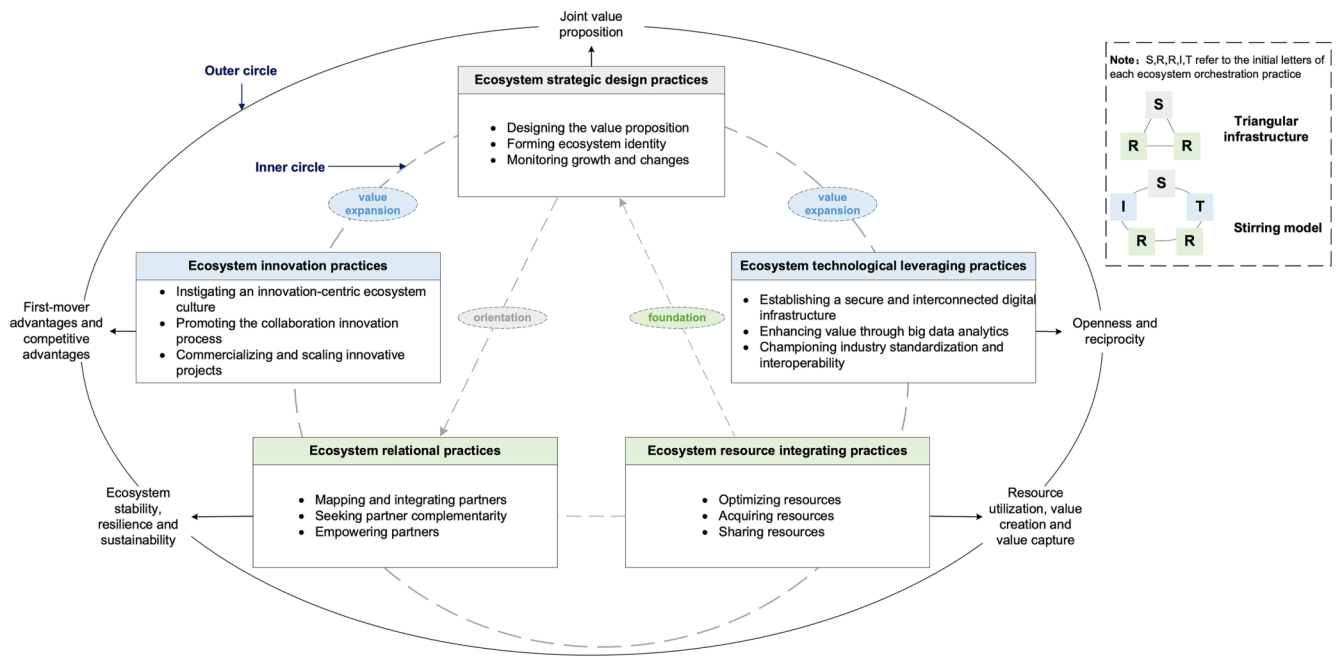 Joint value
proposition
Outer circle
Ecosystem strategic design practices
• Designing the value proposition
• Forming ecosystem identity
• Monitoring growth and changes
Inner circle
value
expansion
value
expansion
Ecosystem innovation practices
• Instigating an innovation-centric ecosystem
culture
• Promoting the collaboration innovation
process
• Commercializing and scaling innovative
projects
First-mover
advantages and
competitive
advantages
orientation
foundation
Ecosystem technological leveraging practices
• Establishing a secure and interconnected digital
infrastructure
• Enhancing value through big data analytics
• Championing industry standardization and
interoperability
Openness and
reciprocity
Ecosystem relational practices
• Mapping and integrating partners
• Seeking partner complementarity
• Empowering partners
Ecosystem
stability,
resilience and
sustainability
Ecosystem resource integrating practices
• Optimizing resources
• Acquiring resources
• Sharing resources
Resource
utilization, value
creation and
value capture
Note：S,R,R,I,T refer to the initial letters of
each ecosystem orchestration practice
S
R R
Triangular
infrastructure
S
I T
R R
Stirring model